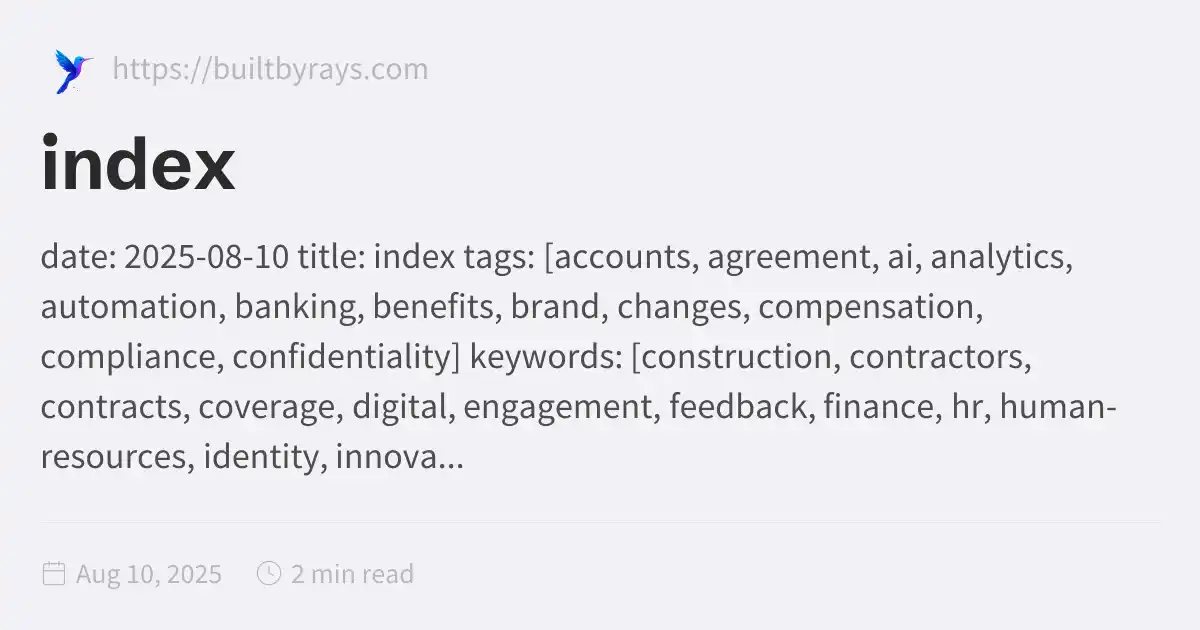 https://builtbyrays.com
index
date: 2025-08-10 title: index tags: [accounts, agreement, ai, analytics,
automation, banking, benefits, brand, changes, compensation,
compliance, confidentiality] keywords: [construction, contractors,
contracts, coverage, digital, engagement, feedback, finance, hr, human-
resources, identity, innova...
Aug 10, 2025 2 min read